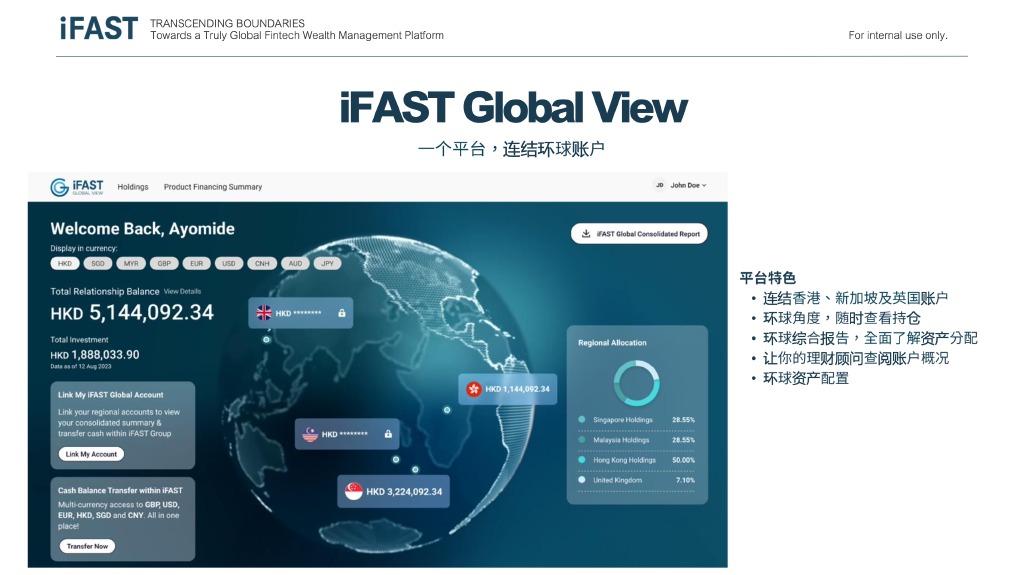 iFAST
TRANSCENDING BOUNDARIES
Towards a Truly Global Fintech Wealth Management Platform
For internal use only.
iFAST Global View
一个平台，连结环球账户
iFAST
GLOBAL VIEW
Holdings
Product Financing Summary
JD
John Doe
Welcome Back, Ayomide
iFAST Global Consolidated Report
Display in currency:
HKD SGD MYR GBP EUR USD CNH AUD JPY
Total Relationship Balance View Details
HKD 5,144,092.34
HKD ********
Total Investment
HKD 1,888,033.90
Data as of 12 Aug 2023
Link My iFAST Global Account
Link your regional accounts to view
your consolidated summary &
transfer cash within iFAST Group
Link My Account
Cash Balance Transfer within iFAST
Multi-currency access to GBP, USD,
EUR, HKD, SGD and CNY. All in one
place!
Transfer Now
HKD 1,144,092.34
HKD ********
HKD 3,224,092.34
Regional Allocation
Singapore Holdings 28.55%
Malaysia Holdings 28.55%
Hong Kong Holdings 50.00%
United Kingdom 7.10%
平台特色
• 连结香港、新加坡及英国账户
• 环球角度，随时查看持仓
• 环球综合报告，全面了解资产分配
• 让你的理财顾问查阅账户概况
• 环球资产配置